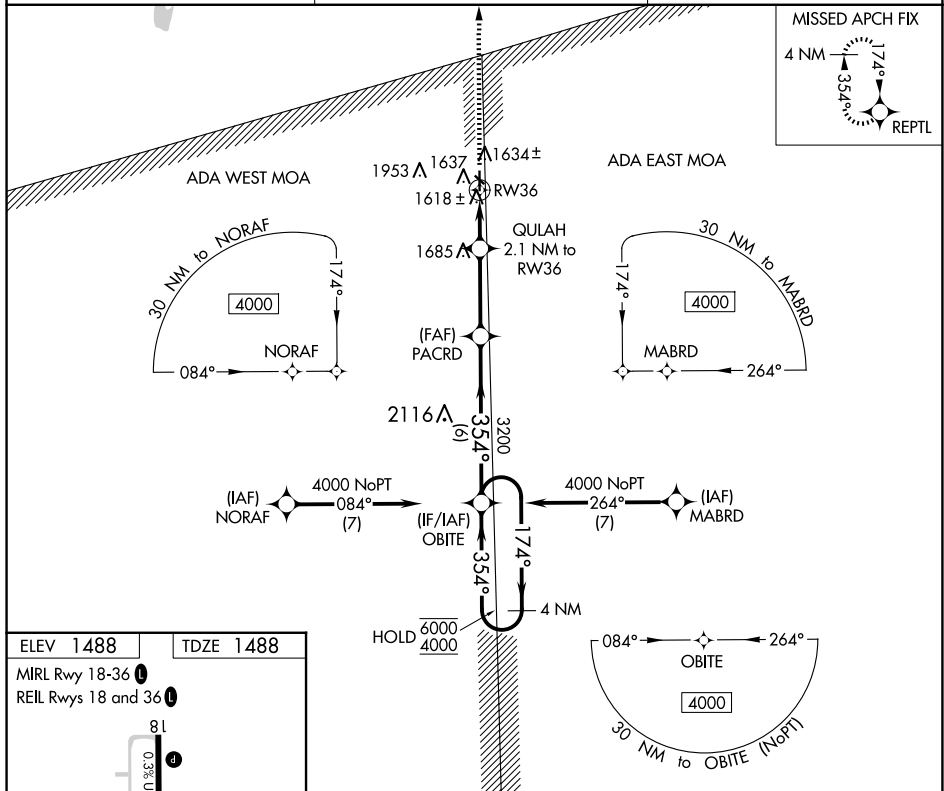 MISSED APCH FIX
4 NM
174°
354°
REPTL
ADA WEST MOA
1953
1637
1634±
1618±
RW36
ADA EAST MOA
QULAH
2.1 NM to
RW36
1685
30 NM to NORAF
174°
4000
NORAF
084°
30 NM to MABRD
174°
4000
MABRD
264°
(FAF)
PACRD
2116
354°
(6)
3200
(IAF)
NORAF
4000 NoPT
084°
(7)
(IF/IAF)
OBITE
4000 NoPT
264°
(7)
(IAF)
MABRD
354°
174°
4 NM
HOLD
6000
4000
084°
264°
OBITE
4000
30 NM to OBITE (NoPT)
ELEV 1488
TDZE 1488
MIRL Rwy 18-36 L
REIL Rwys 18 and 36 L
18
P
0.3% U